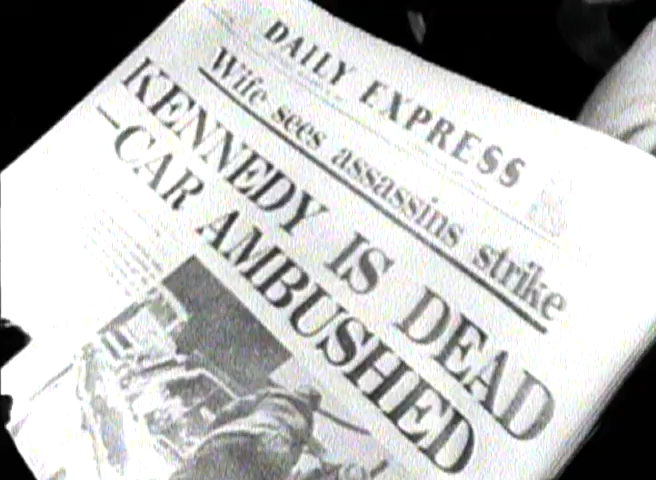 DAILY EXPRESS
Wife sees assassins strike
KENNEDY IS DEAD
–CAR AMBUSHED